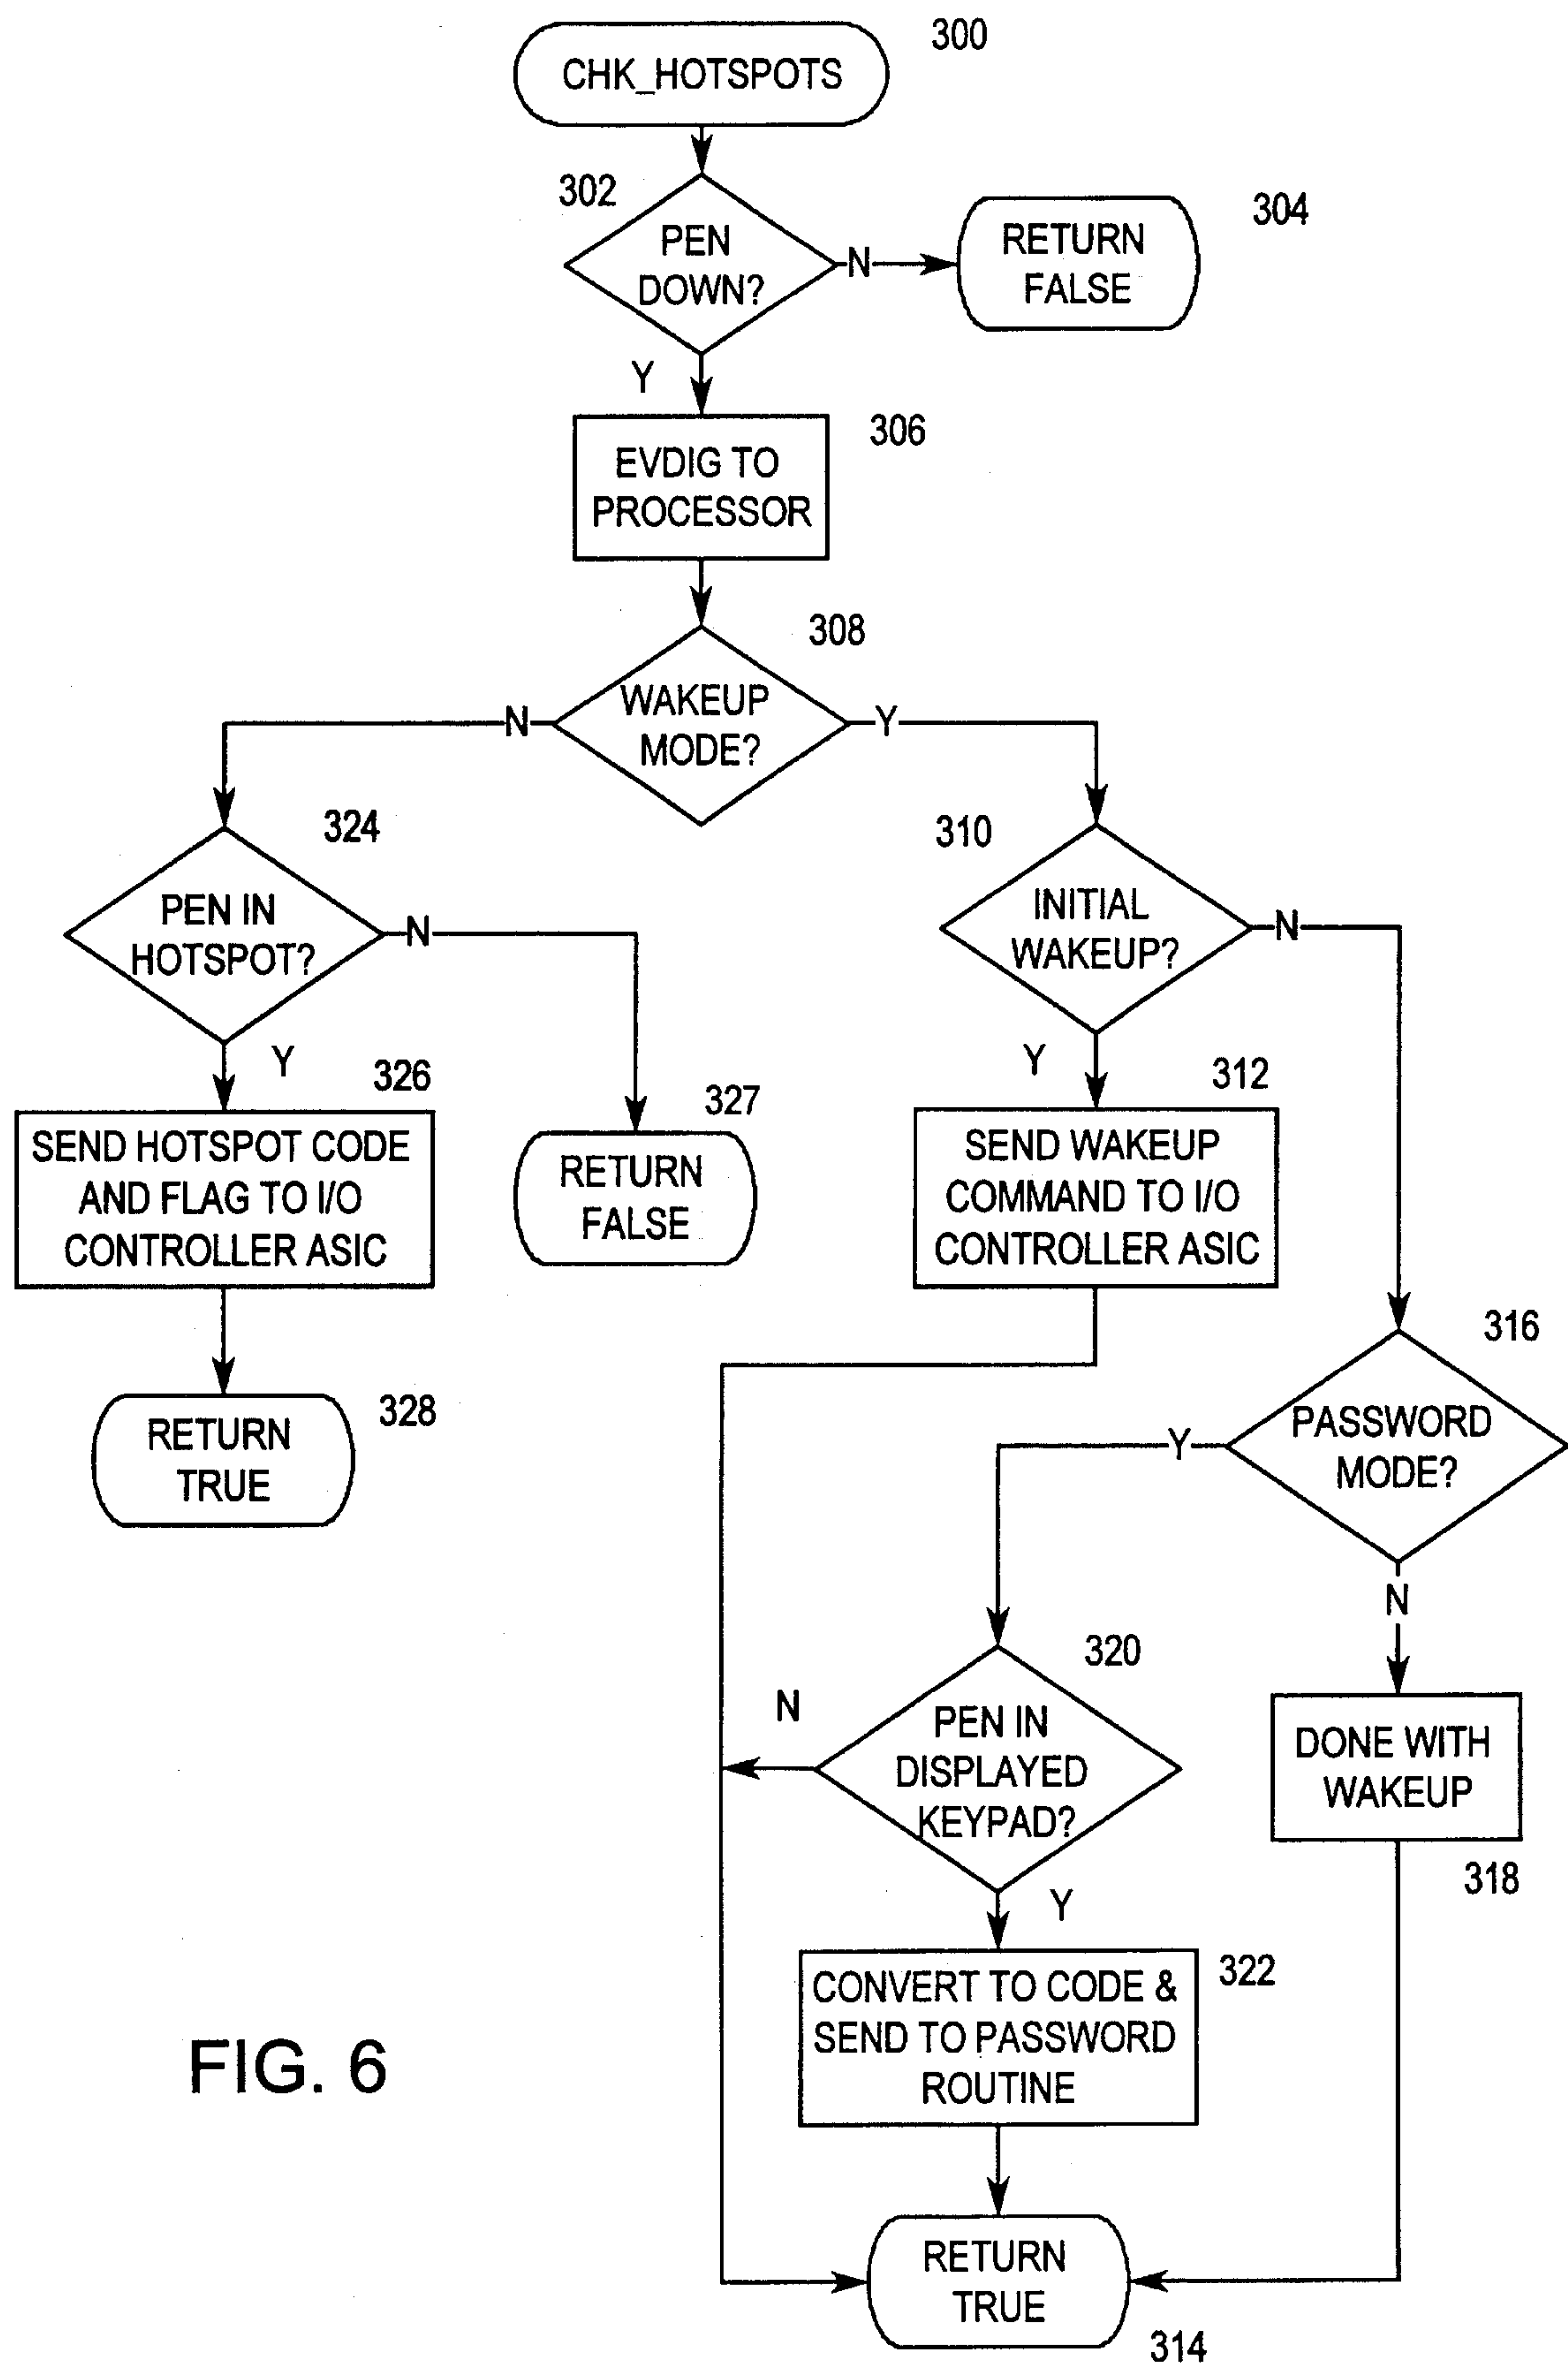 300
CHK_HOTSPOTS
302
PEN
DOWN?
N
304
RETURN
FALSE
Y
306
EVDIG TO
PROCESSOR
308
WAKEUP
MODE?
N
Y
324
PEN IN
HOTSPOT?
N
310
INITIAL
WAKEUP?
N
Y
326
SEND HOTSPOT CODE
AND FLAG TO I/O
CONTROLLER ASIC
327
RETURN
FALSE
Y
312
SEND WAKEUP
COMMAND TO I/O
CONTROLLER ASIC
328
RETURN
TRUE
316
PASSWORD
MODE?
Y
N
320
PEN IN
DISPLAYED
KEYPAD?
N
Y
DONE WITH
WAKEUP
318
322
CONVERT TO CODE &
SEND TO PASSWORD
ROUTINE
RETURN
TRUE
314
FIG. 6